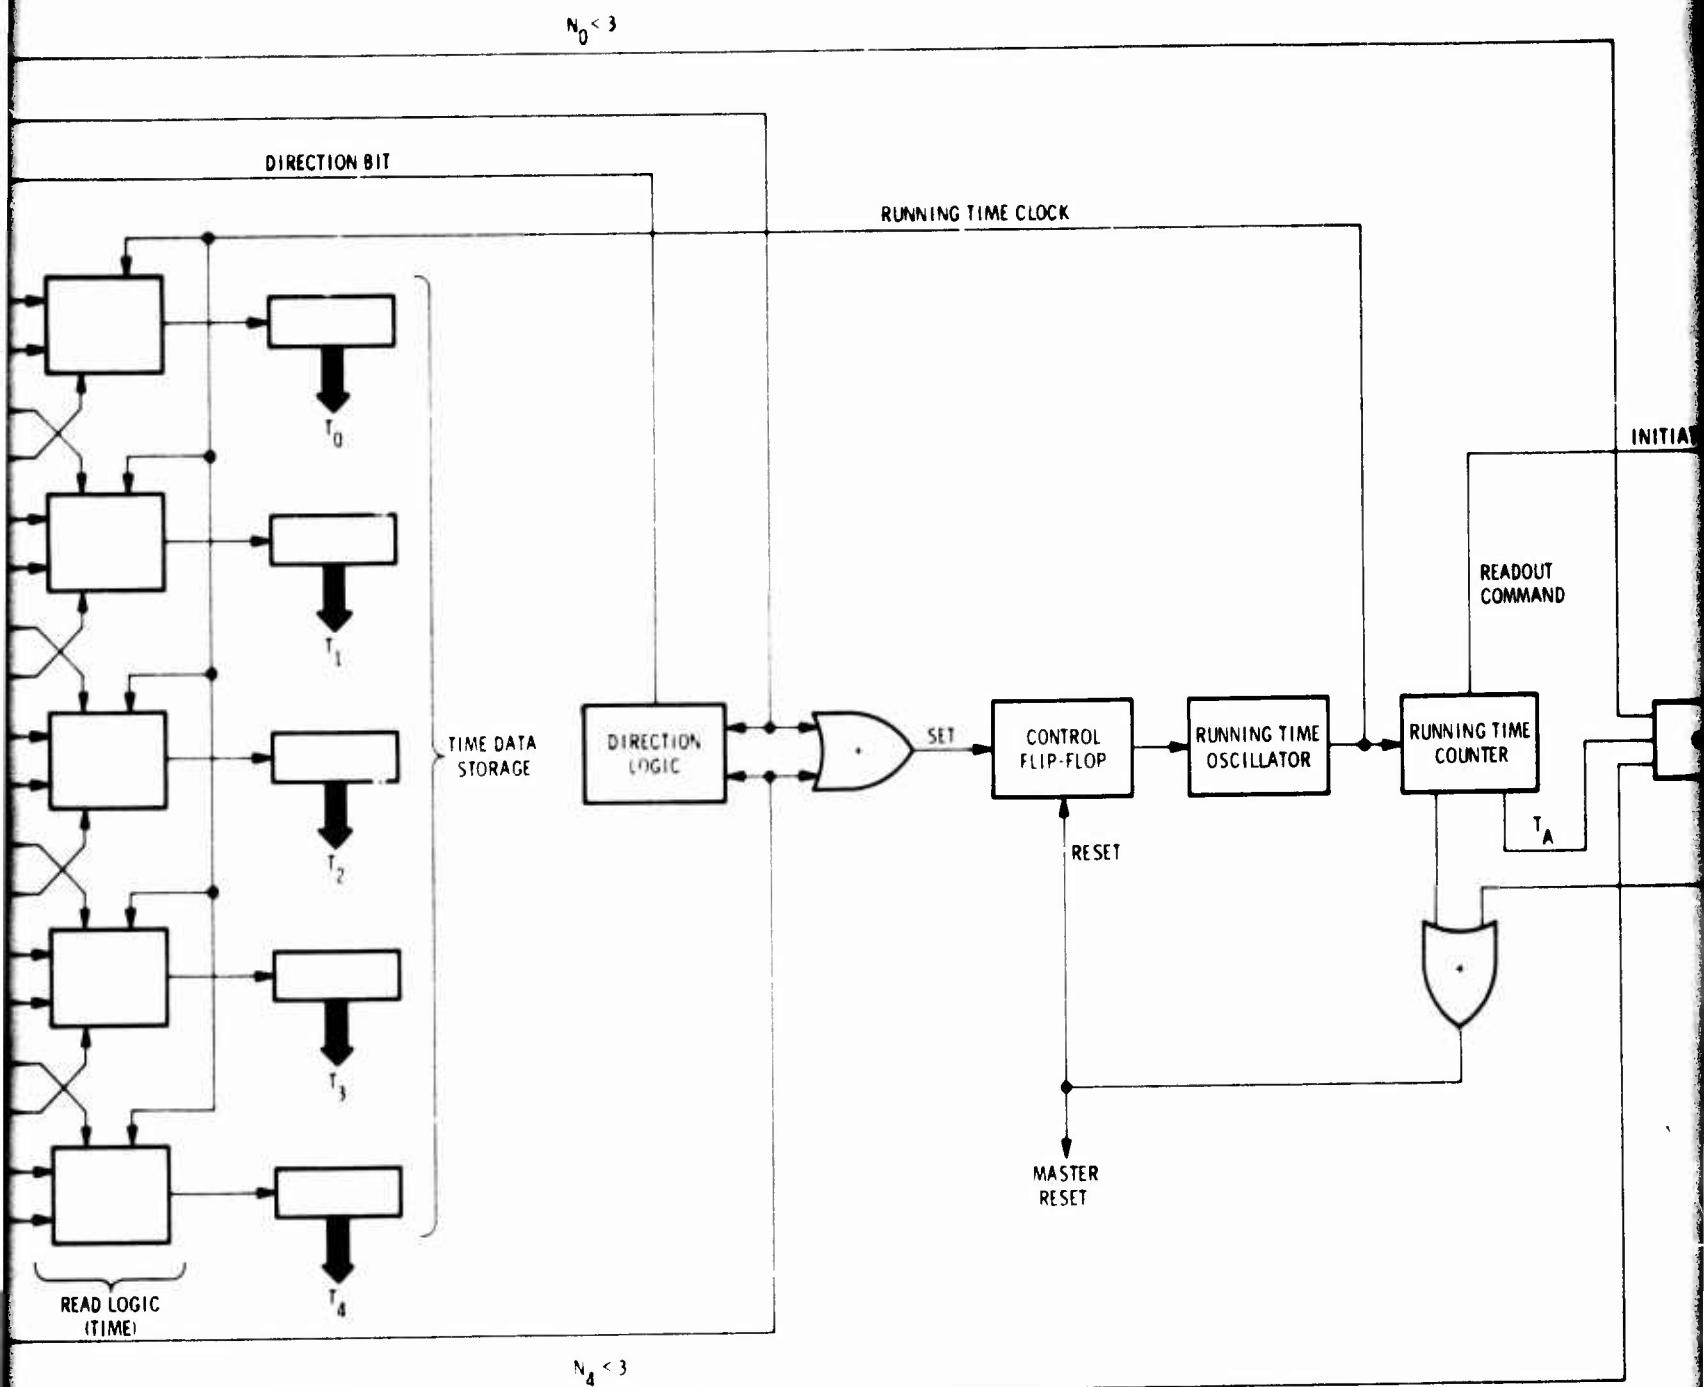 N0 < 3
DIRECTION BIT
RUNNING TIME CLOCK
T0
INITIA
T1
READOUT
COMMAND
TIME DATA
STORAGE
DIRECTION
LOGIC
+
SET
CONTROL
FLIP-FLOP
RUNNING TIME
OSCILLATOR
RUNNING TIME
COUNTER
TA
T2
RESET
+
T3
MASTER
RESET
T4
READ LOGIC
(TIME)
N4 < 3